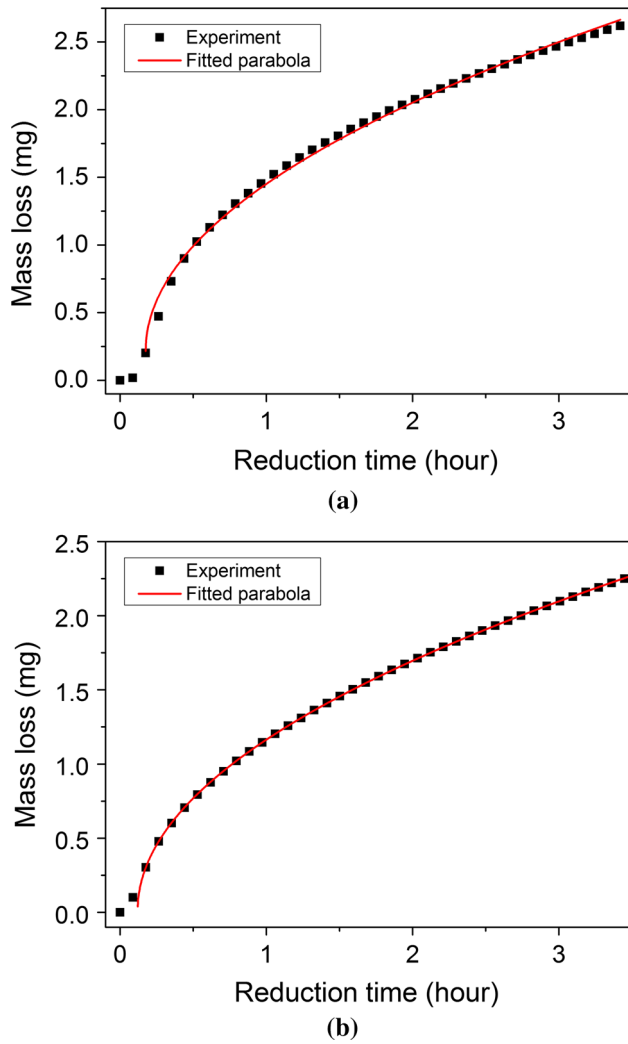 2.5
2.0
1.5
1.0
0.5
0.0
Mass loss (mg)
Experiment
Fitted parabola
0 1 2 3
Reduction time (hour)
(a)
2.5
2.0
1.5
1.0
0.5
0.0
Mass loss (mg)
Experiment
Fitted parabola
0 1 2 3
Reduction time (hour)
(b)